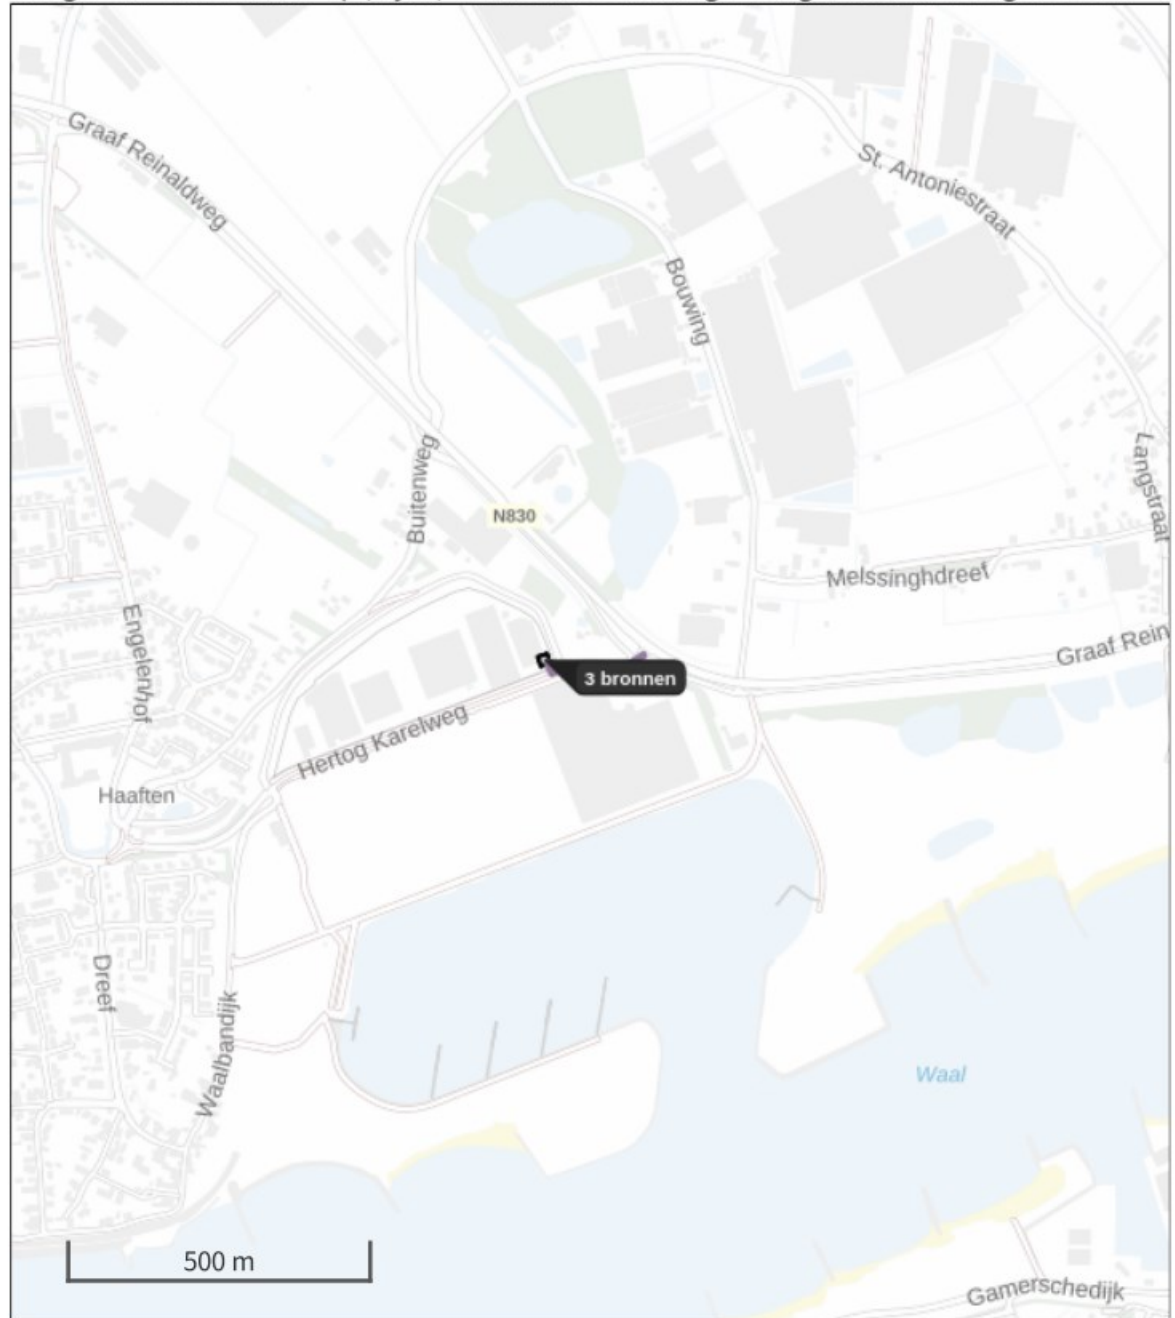 Graaf Reinaldweg
St. Antoniestraat
Bouwing
Langstraat
Buitenweg
N830
Melssinghdreef
Engelenhof
Graaf Rein
3 bronnen
Hertog Karelweg
Haaften
Dreef
Waalbandijk
Waal
500 m
Gamerschedijk